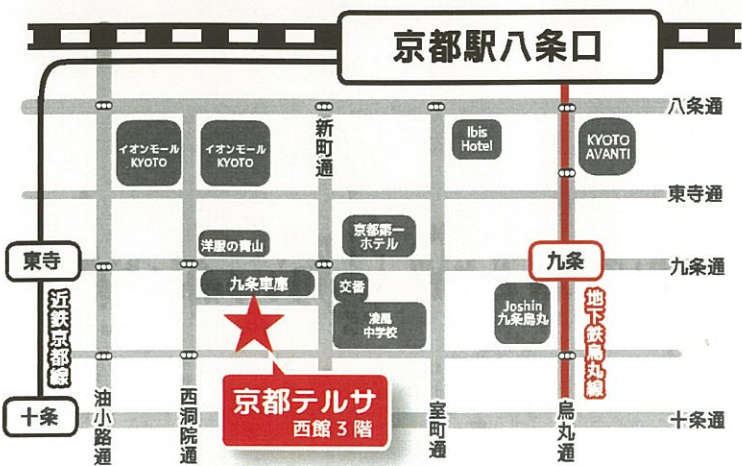 京都駅八条口
八条通
新町通
イオンモール
KYOTO
イオンモール
KYOTO
Ibis
Hotel
KYOTO
AVANTI
東寺通
京都第一
ホテル
洋服の青山
東寺
九条
九条通
九条車庫
交番
凌風
中学校
Joshin
九条烏丸
近鉄京都線
地下鉄烏丸線
京都テルサ
西館3階
十条
油小路通
西洞院通
室町通
烏丸通
十条通